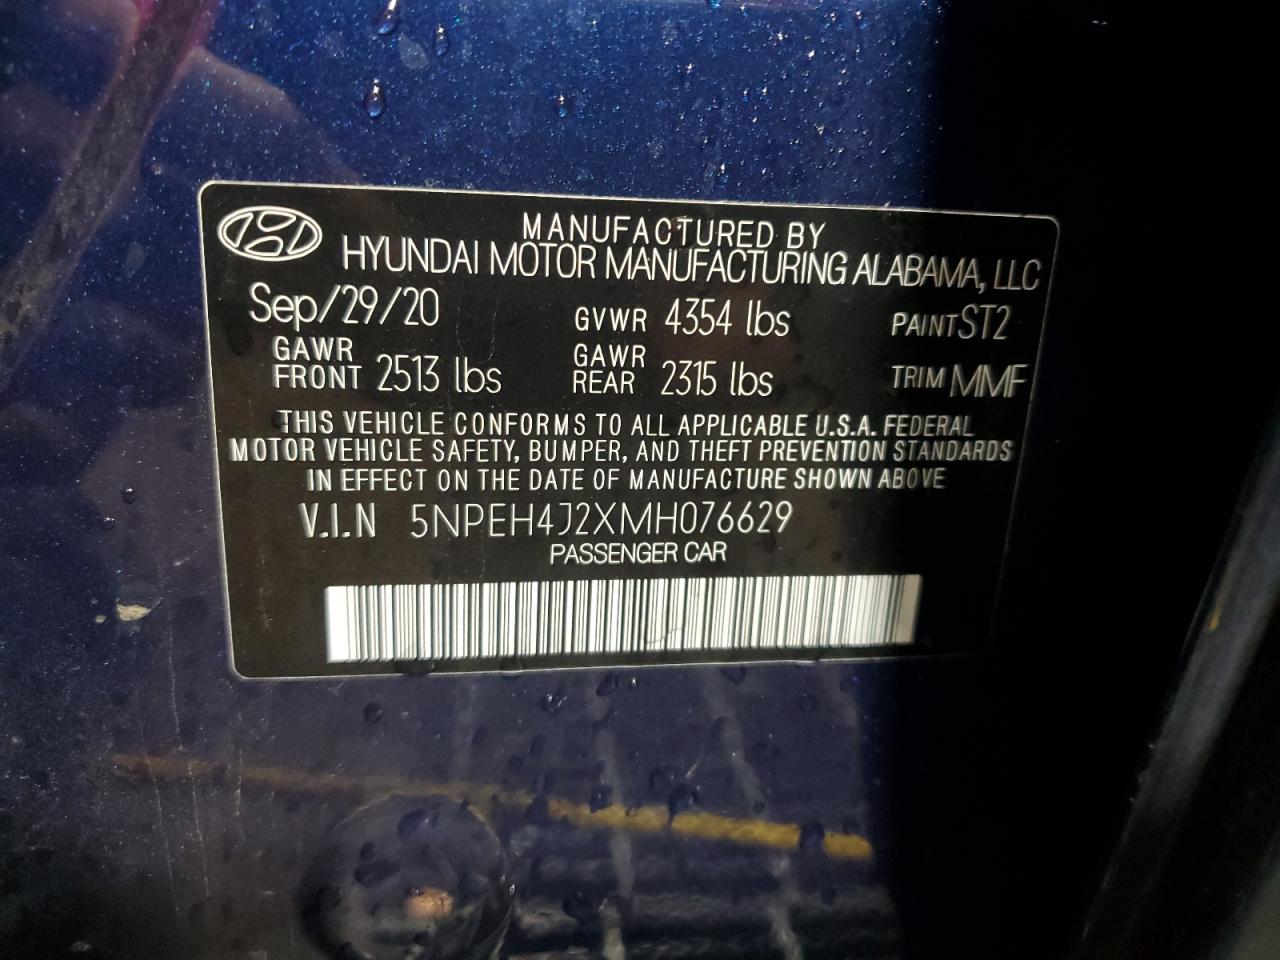 MANUFACTURED BY
HYUNDAI MOTOR MANUFACTURING ALABAMA, LLC
Sep/29/20 GVWR 4354 lbs PAINT ST2
GAWR FRONT 2513 lbs GAWR REAR 2315 lbs TRIM MMF
THIS VEHICLE CONFORMS TO ALL APPLICABLE U.S.A. FEDERAL
MOTOR VEHICLE SAFETY, BUMPER, AND THEFT PREVENTION STANDARDS
IN EFFECT ON THE DATE OF MANUFACTURE SHOWN ABOVE
V.I.N 5NPEH4J2XMH076629
PASSENGER CAR